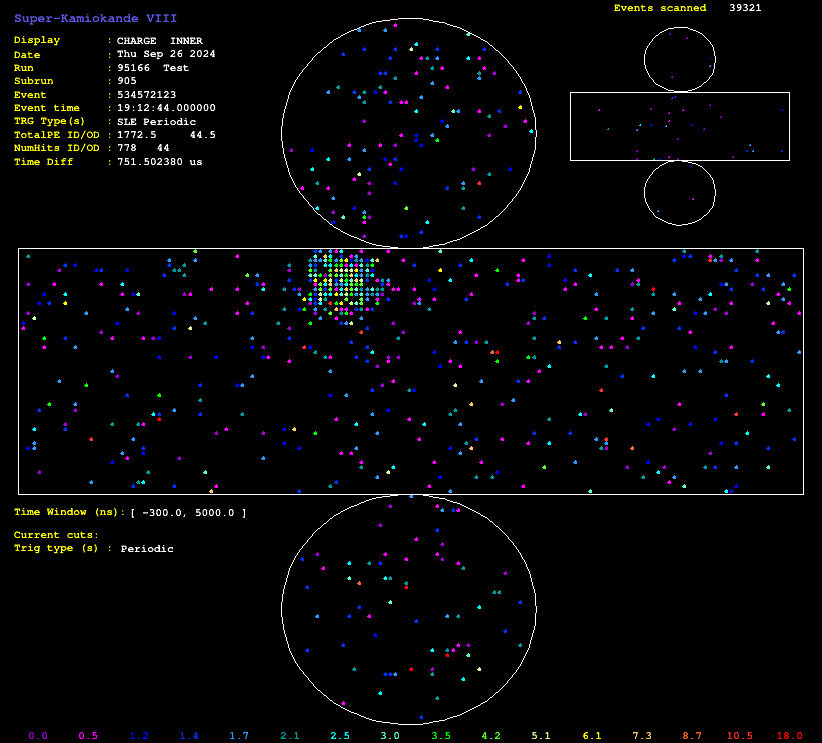 Events scanned 39321
Super-Kamiokande VIII
Display : CHARGE INNER
Date : Thu Sep 26 2024
Run : 95166 Test
Subrun : 905
Event : 534572123
Event time : 19:12:44.000000
TRG Type(s) : SLE Periodic
TotalPE ID/OD : 1772.5 44.5
NumHits ID/OD : 778 44
Time Diff : 751.502380 us
Time Window (ns): [ -300.0, 5000.0 ]
Current cuts:
Trig type (s) : Periodic
0.0 0.5 1.2 1.4 1.7 2.1 2.5 3.0 3.5 4.2 5.1 6.1 7.3 8.7 10.5 18.0